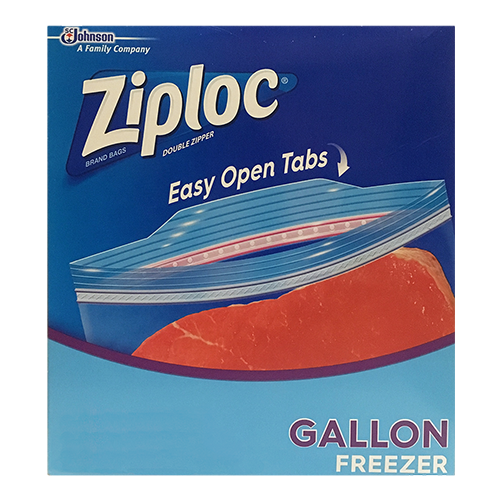 SC Johnson
A Family Company
Ziploc®
BRAND BAGS
DOUBLE ZIPPER
Easy Open Tabs
GALLON
FREEZER